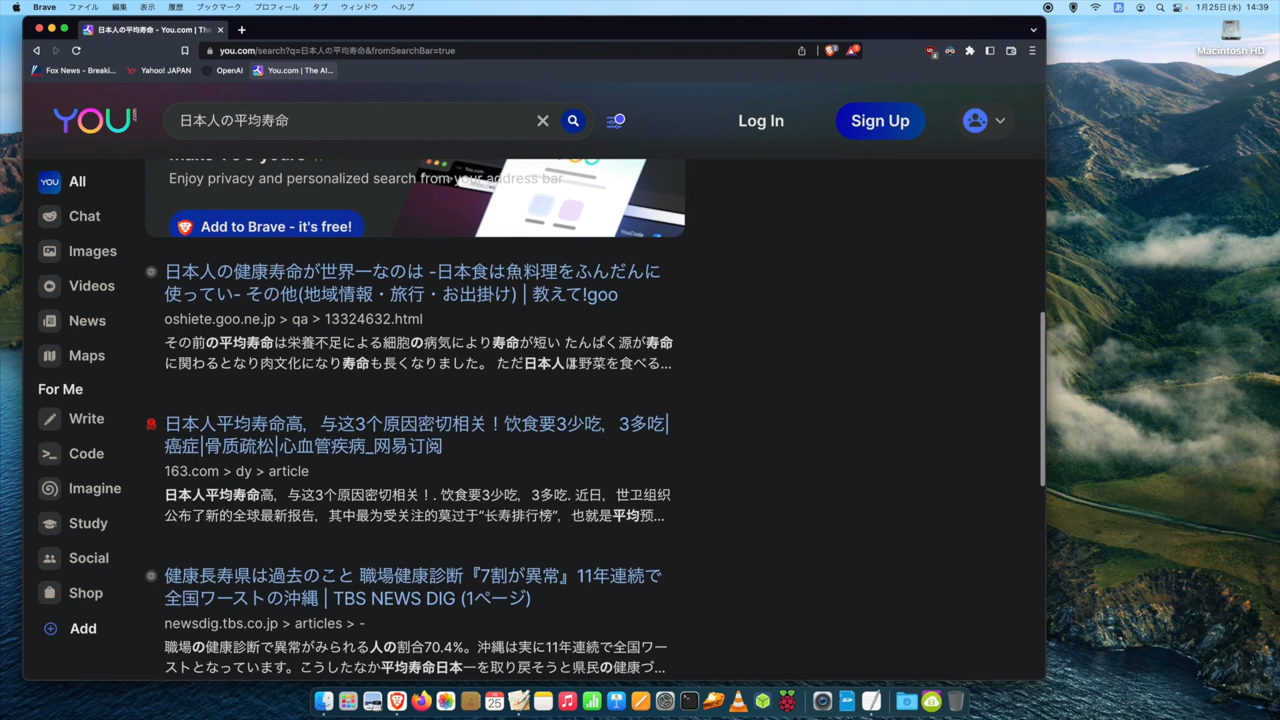 Brave ファイル 編集 表示 履歴 ブックマーク プロフィール タブ ウィンドウ ヘルプ
1月25日(水) 14:39
日本人の平均寿命 - You.com | The
you.com/search?q=日本人の平均寿命&fromSearchBar=true
Fox News - Breaki... Yahoo! JAPAN OpenAI You.com | The AI...
Macintosh HD
YOU.com
日本人の平均寿命
Log In
Sign Up
Enjoy privacy and personalized search from your address bar
Add to Brave - it's free!
YOU All
Chat
Images
Videos
News
Maps
For Me
Write
Code
Imagine
Study
Social
Shop
Add
日本人の健康寿命が世界一なのは -日本食は魚料理をふんだんに
使ってい- その他(地域情報・旅行・お出掛け) | 教えて!goo
oshiete.goo.ne.jp > qa > 13324632.html
その前の平均寿命は栄養不足による細胞の病気により寿命が短い たんぱく源が寿命
に関わるとなり肉文化になり寿命も長くなりました。 ただ日本人は野菜を食べる...
日本人平均寿命高，与这3个原因密切相关！饮食要3少吃，3多吃|
癌症|骨质疏松|心血管疾病_网易订阅
163.com > dy > article
日本人平均寿命高，与这3个原因密切相关！. 饮食要3少吃，3多吃. 近日，世卫组织
公布了新的全球最新报告，其中最为受关注的莫过于“长寿排行榜”，也就是平均预...
健康長寿県は過去のこと 職場健康診断『7割が異常』11年連続で
全国ワーストの沖縄 | TBS NEWS DIG (1ページ)
newsdig.tbs.co.jp > articles > -
職場の健康診断で異常がみられる人の割合70.4%。沖縄は実に11年連続で全国ワー
ストとなっています。こうしたなか平均寿命日本一を取り戻そうと県民の健康づ...